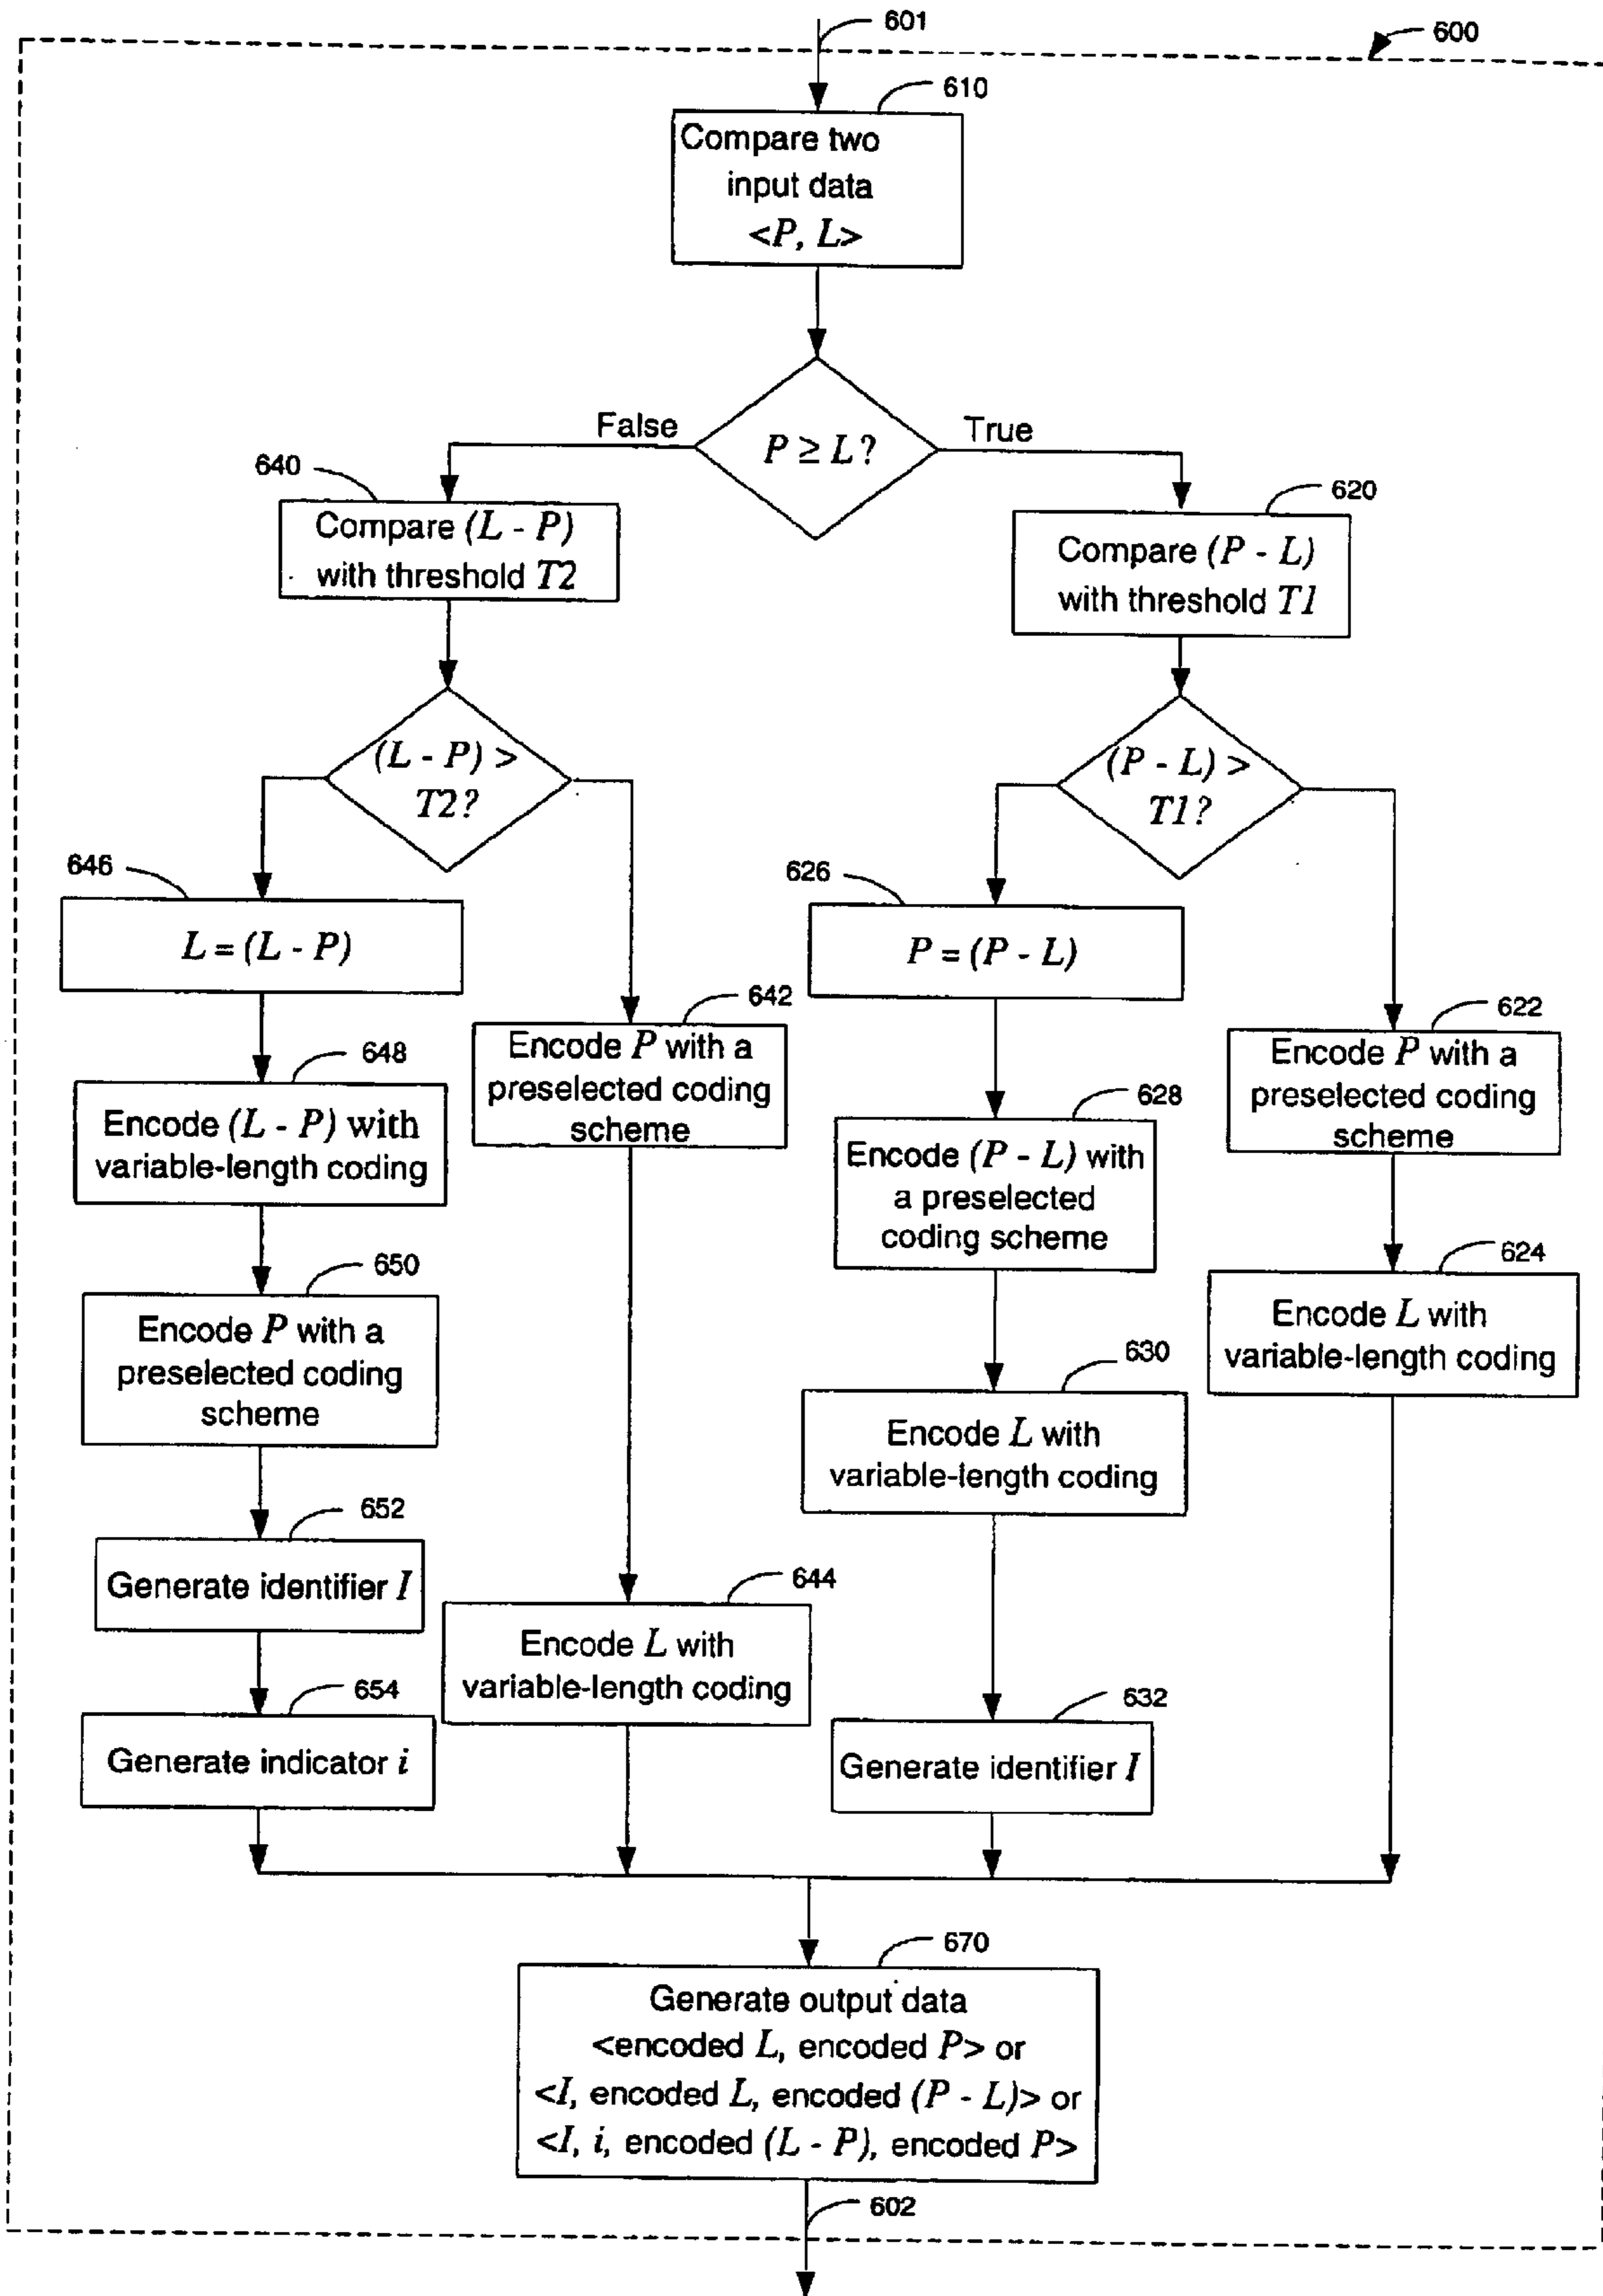 601
600
610
Compare two
input data
<P, L>
False
P ≥ L?
True
640
Compare (L - P)
with threshold T2
620
Compare (P - L)
with threshold T1
(L - P) >
T2?
(P - L) >
T1?
646
L = (L - P)
626
P = (P - L)
642
Encode P with a
preselected coding
scheme
622
Encode P with a
preselected coding
scheme
648
Encode (L - P) with
variable-length coding
628
Encode (P - L) with
a preselected
coding scheme
650
Encode P with a
preselected coding
scheme
624
Encode L with
variable-length coding
630
Encode L with
variable-length coding
652
Generate identifier I
644
Encode L with
variable-length coding
654
Generate indicator i
632
Generate identifier I
670
Generate output data
<encoded L, encoded P> or
<I, encoded L, encoded (P - L)> or
<I, i, encoded (L - P), encoded P>
602